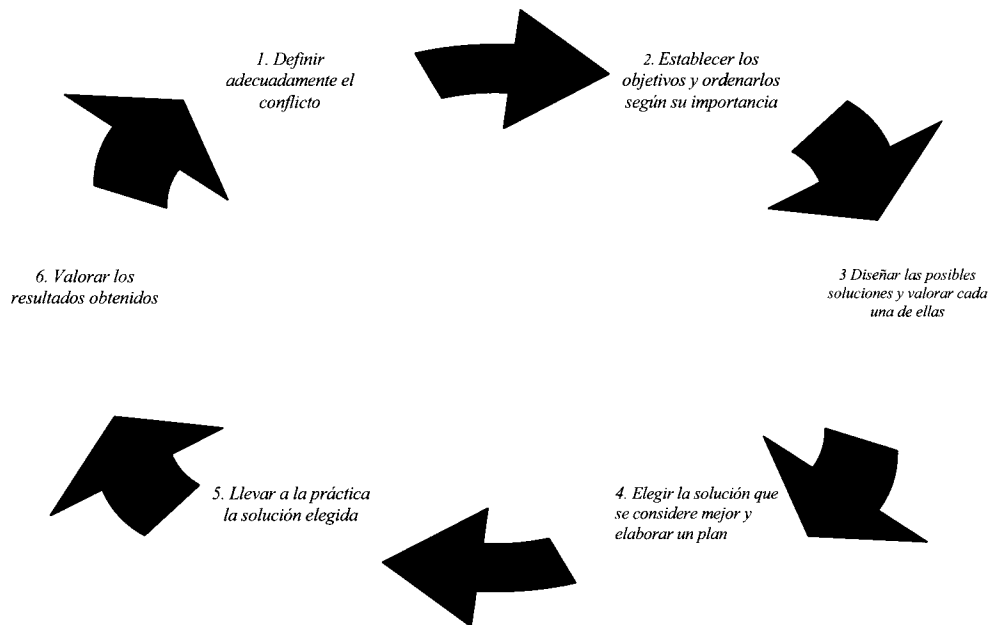 1. Definir
adecuadamente el
conflicto
2. Establecer los
objetivos y ordenarlos
según su importancia
3 Diseñar las posibles
soluciones y valorar cada
una de ellas
4. Elegir la solución que
se considere mejor y
elaborar un plan
5. Llevar a la práctica
la solución elegida
6. Valorar los
resultados obtenidos